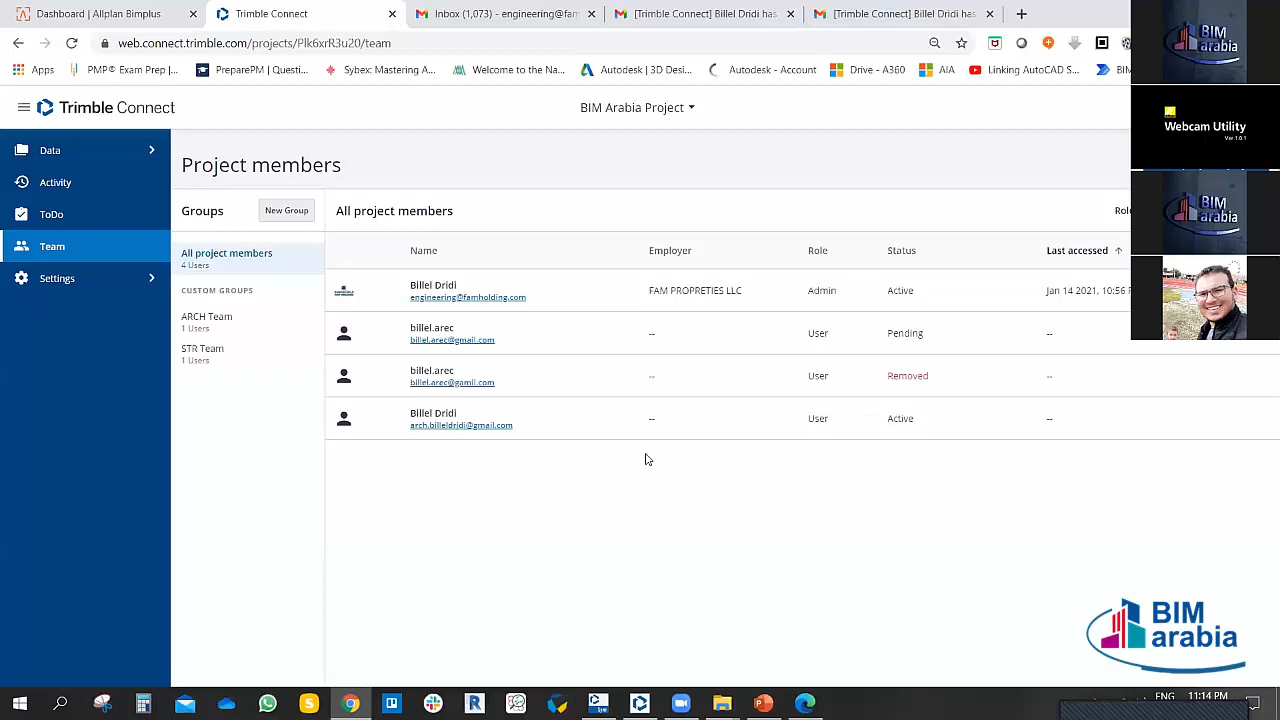 Dashboard | Allplan Bimplus
Trimble Connect
Inbox (1,073) - engineering@fam
[Trimble Connect] Billel Dridi has
[Trimble Connect] Billel Dridi has
web.connect.trimble.com/projects/Plk6xrR3u20/team
Apps
PMP® Exam Prep |...
PreparePM | Questi...
Sybex Mastering ...
Welcome to the Na...
Autodesk | 3D Desi...
Autodesk - Account
Drive - A360
AIA
Linking AutoCAD S...
BIM
Trimble Connect
BIM Arabia Project
Data
Activity
ToDo
Team
Settings
Project members
Groups
New Group
All project members
4 Users
CUSTOM GROUPS
ARCH Team
1 Users
STR Team
1 Users
All project members
Name Employer Role Status Last accessed
Billel Dridi
engineering@famholding.com
FAM PROPRETIES LLC Admin Active Jan 14 2021, 10:56
billel.arec
billel.arec@gmail.com
-- User Pending --
billel.arec
billel.arec@gamil.com
-- User Removed --
Billel Dridi
arch.billeldridi@gmail.com
-- User Active --
BIM
arabia
Webcam Utility
Ver.1.0.1
BIM
arabia
BIM
arabia
ENG 11:14 PM